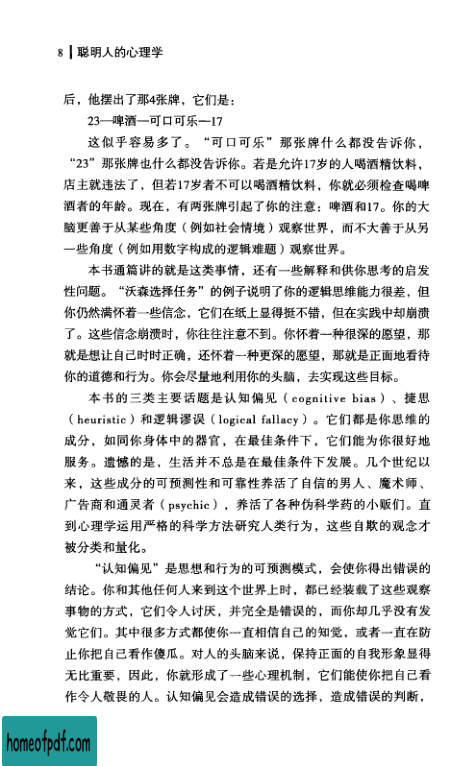 8 | 聪明人的心理学
后，他摆出了那4张牌，它们是：
23—啤酒—可口可乐—17
这似乎容易多了。“可口可乐”那张牌什么都没告诉你，
“23”那张牌也什么都没告诉你。若是允许17岁的人喝酒精饮料，
店主就违法了，但若17岁者不可以喝酒精饮料，你就必须检查喝啤
酒者的年龄。现在，有两张牌引起了你的注意：啤酒和17。你的大
脑更善于从某些角度（例如社会情境）观察世界，而不大善于从另
一些角度（例如用数字构成的逻辑难题）观察世界。
本书通篇讲的就是这类事情，还有一些解释和供你思考的启发
性问题。“沃森选择任务”的例子说明了你的逻辑思维能力很差，但
你仍然满怀着一些信念，它们在纸上显得挺不错，但在实践中却崩溃
了。这些信念崩溃时，你往往注意不到。你怀着一种很深的愿望，那
就是想让自己时时正确，还怀着一种更深的愿望，那就是正面地看待
你的道德和行为。你会尽量地利用你的头脑，去实现这些目标。
本书的三类主要话题是认知偏见（cognitive bias）、捷思
（heuristic）和逻辑谬误（logical fallacy）。它们都是你思维的
成分，如同你身体中的器官，在最佳条件下，它们能为你很好地
服务。遗憾的是，生活并不总是在最佳条件下发展。几个世纪以
来，这些成分的可预测性和可靠性养活了自信的男人、魔术师、
广告商和通灵者（psychic），养活了各种伪科学药的小贩们。直
到心理学运用严格的科学方法研究人类行为，这些自欺的观念才
被分类和量化。
“认知偏见”是思想和行为的可预测模式，会使你得出错误的
结论。你和其他任何人来到这个世界上时，都已经装载了这些观察
事物的方式，它们令人讨厌，并完全是错误的，而你却几乎没有发
觉它们。其中很多方式都使你一直相信自己的知觉，或者一直在防
止你把自己看作傻瓜。对人的头脑来说，保持正面的自我形象显得
无比重要，因此，你就形成了一些心理机制，它们能使你把自己看
作令人敬畏的人。认知偏见会造成错误的选择，造成错误的判断，
homeofpdf.com